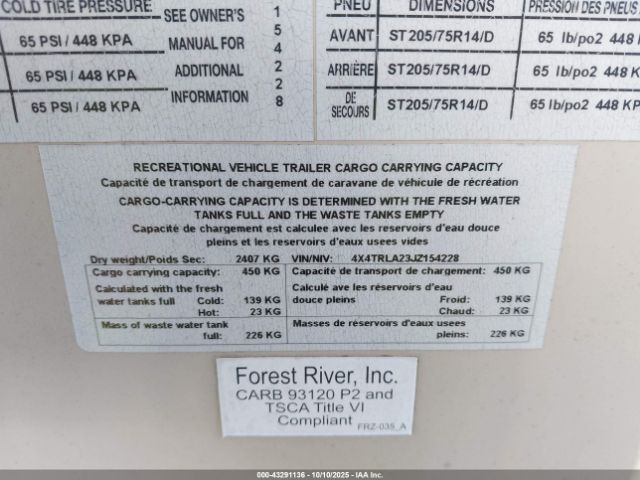 COLD TIRE PRESSURE
SEE OWNER'S
1
65 PSI / 448 KPA
MANUAL FOR
5
4
65 PSI / 448 KPA
ADDITIONAL
2
2
65 PSI / 448 KPA
INFORMATION
8
PNEU DIMENSIONS PRESSION DES PNEUS
AVANT ST205/75R14/D 65 lb/po2 448
ARRIÈRE ST205/75R14/D 65 lb/po2 448
DE SECOURS ST205/75R14/D 65 lb/po2 448 K
RECREATIONAL VEHICLE TRAILER CARGO CARRYING CAPACITY
Capacité de transport de chargement de caravane de véhicule de récréation
CARGO-CARRYING CAPACITY IS DETERMINED WITH THE FRESH WATER
TANKS FULL AND THE WASTE TANKS EMPTY
Capacité de chargement est calculee avec les reservoirs d'eau douce
pleins et les reservoirs d'eaux usees vides
Dry weight/Poids Sec: 2407 KG VIN/NIV: 4X4TRLA23JZ154228
Cargo carrying capacity: 450 KG Capacité de transport de chargement: 450 KG
Calculated with the fresh Calculé ave les réservoirs d'eau
water tanks full Cold: 139 KG douce pleins Froid: 139 KG
Hot: 23 KG Chaud: 23 KG
Mass of waste water tank Masses de réservoirs d'eaux usees
full: 226 KG pleins: 226 KG
Forest River, Inc.
CARB 93120 P2 and
TSCA Title VI
Compliant
FRZ-035_A
000-43291136 - 10/10/2025 - IAA Inc.